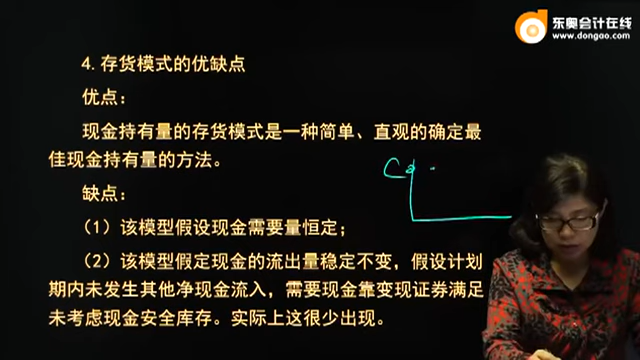 东奥会计在线
www.dongao.com
4.存货模式的优缺点
优点：
现金持有量的存货模式是一种简单、直观的确定最
佳现金持有量的方法。
C
缺点：
（1）该模型假设现金需要量恒定；
（2）该模型假定现金的流出量稳定不变，假设计划
期内未发生其他净现金流入，需要现金靠变现证券满足
未考虑现金安全库存。实际上这很少出现。